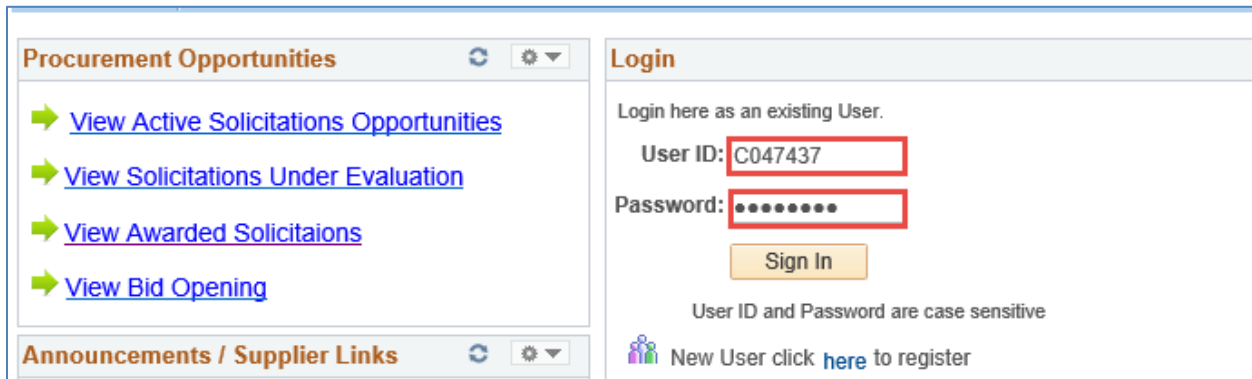 Procurement Opportunities
View Active Solicitations Opportunities
View Solicitations Under Evaluation
View Awarded Solicitaions
View Bid Opening
Announcements / Supplier Links
Login
Login here as an existing User.
User ID: C047437
Password: ●●●●●●●●
Sign In
User ID and Password are case sensitive
New User click here to register